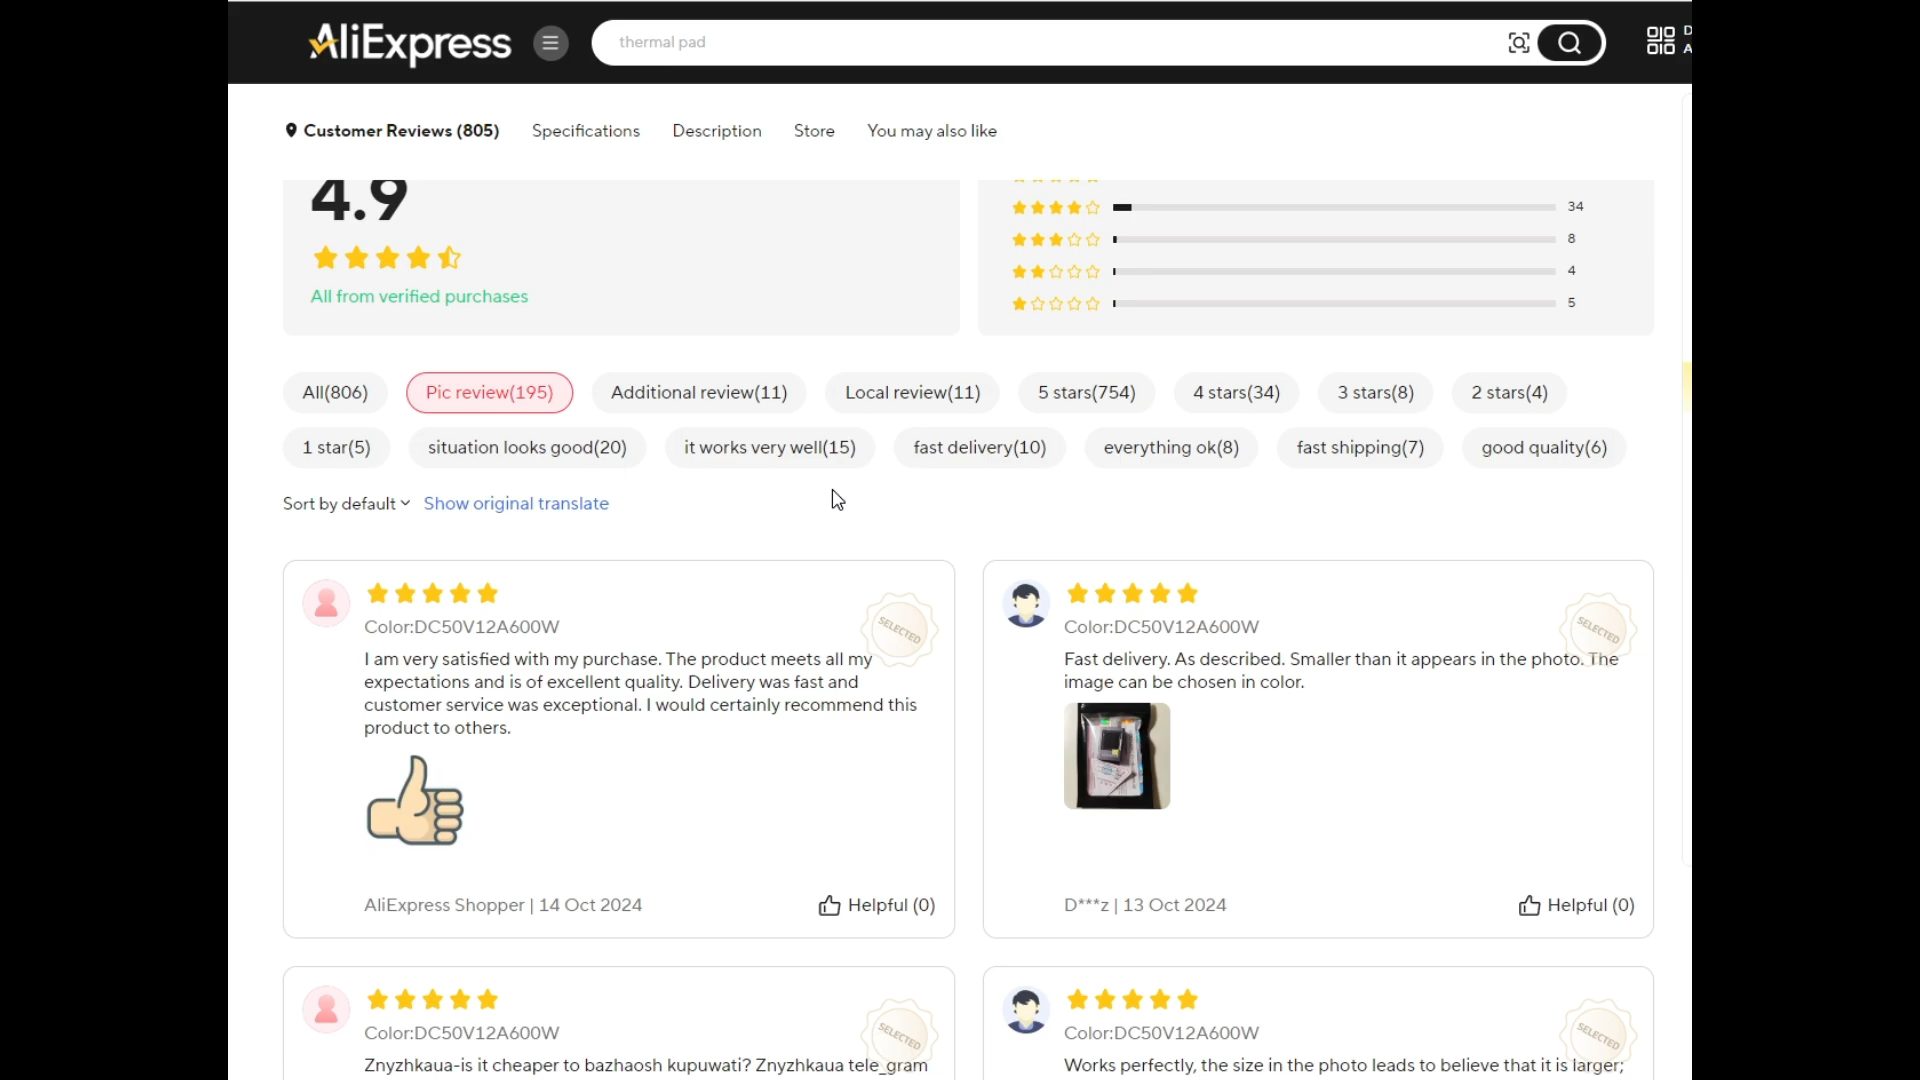 AliExpress
thermal pad
D
A
Customer Reviews (805)
Specifications
Description
Store
You may also like
4.9
All from verified purchases
34
8
4
5
All(806)
Pic review(195)
Additional review(11)
Local review(11)
5 stars(754)
4 stars(34)
3 stars(8)
2 stars(4)
1 star(5)
situation looks good(20)
it works very well(15)
fast delivery(10)
everything ok(8)
fast shipping(7)
good quality(6)
Sort by default
Show original translate
SELECTED
Color:DC50V12A600W
I am very satisfied with my purchase. The product meets all my
expectations and is of excellent quality. Delivery was fast and
customer service was exceptional. I would certainly recommend this
product to others.
AliExpress Shopper | 14 Oct 2024
Helpful (0)
SELECTED
Color:DC50V12A600W
Fast delivery. As described. Smaller than it appears in the photo. The
image can be chosen in color.
D***z | 13 Oct 2024
Helpful (0)
SELECTED
Color:DC50V12A600W
Znyzhkaua-is it cheaper to bazhaosh kupuwati? Znyzhkaua tele_gram
SELECTED
Color:DC50V12A600W
Works perfectly, the size in the photo leads to believe that it is larger;